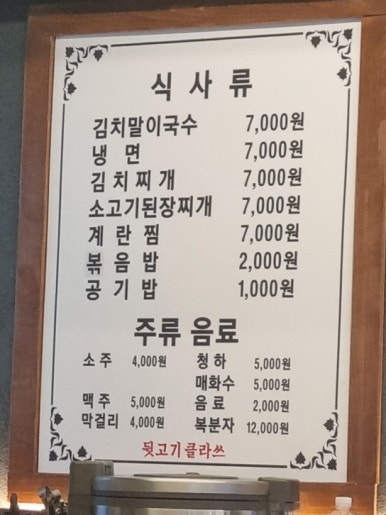 식사류
김치말이국수 7,000원
냉면 7,000원
김치찌개 7,000원
소고기된장찌개 7,000원
계란찜 7,000원
볶음밥 2,000원
공기밥 1,000원
주류 음료
소주 4,000원 청하 5,000원
매화수 5,000원
맥주 5,000원 음료 2,000원
막걸리 4,000원 복분자 12,000원
뒷고기클라쓰